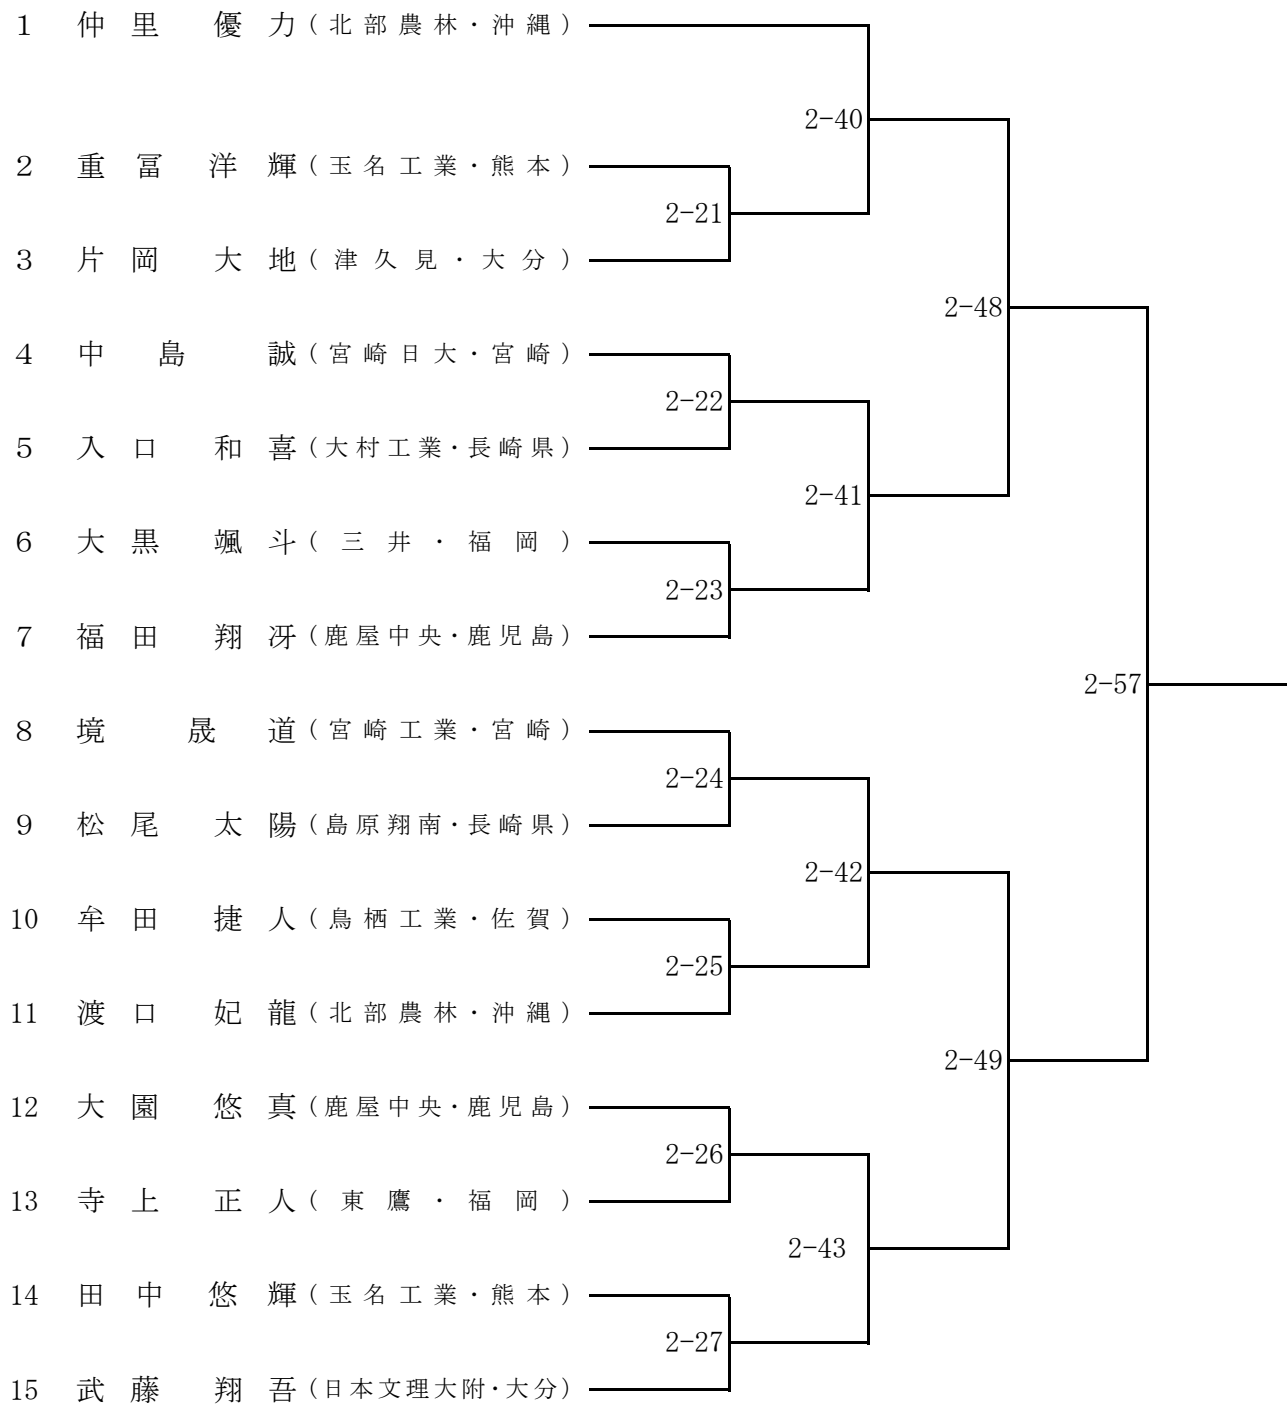 1 仲里 優力（北部農林・沖縄）
2-40
2 重冨 洋輝（玉名工業・熊本）
2-21
3 片岡 大地（津久見・大分）
2-48
4 中島 誠（宮崎日大・宮崎）
2-22
5 入口 和喜（大村工業・長崎県）
2-41
6 大黒 颯斗（三井・福岡）
2-23
7 福田 翔冴（鹿屋中央・鹿児島）
2-57
8 境 晟道（宮崎工業・宮崎）
2-24
9 松尾 太陽（島原翔南・長崎県）
2-42
10 牟田 捷人（鳥栖工業・佐賀）
2-25
11 渡口 妃龍（北部農林・沖縄）
2-49
12 大園 悠真（鹿屋中央・鹿児島）
2-26
13 寺上 正人（東鷹・福岡）
2-43
14 田中 悠輝（玉名工業・熊本）
2-27
15 武藤 翔吾（日本文理大附・大分）